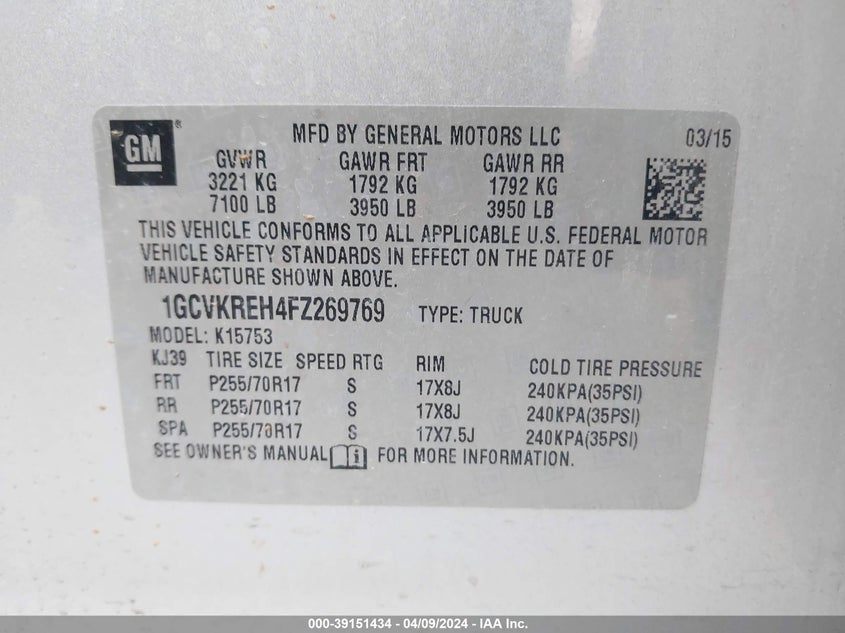 GM ®
MFD BY GENERAL MOTORS LLC 03/15
GVWR GAWR FRT GAWR RR
3221 KG 1792 KG 1792 KG
7100 LB 3950 LB 3950 LB
THIS VEHICLE CONFORMS TO ALL APPLICABLE U.S. FEDERAL MOTOR
VEHICLE SAFETY STANDARDS IN EFFECT ON THE DATE OF
MANUFACTURE SHOWN ABOVE.
1GCVKREH4FZ269769 TYPE: TRUCK
MODEL: K15753
KJ39 TIRE SIZE SPEED RTG RIM COLD TIRE PRESSURE
FRT P255/70R17 S 17X8J 240KPA(35PSI)
RR P255/70R17 S 17X8J 240KPA(35PSI)
SPA P255/70R17 S 17X7.5J 240KPA(35PSI)
SEE OWNER'S MANUAL FOR MORE INFORMATION.
000-39151434 - 04/09/2024 - IAA Inc.